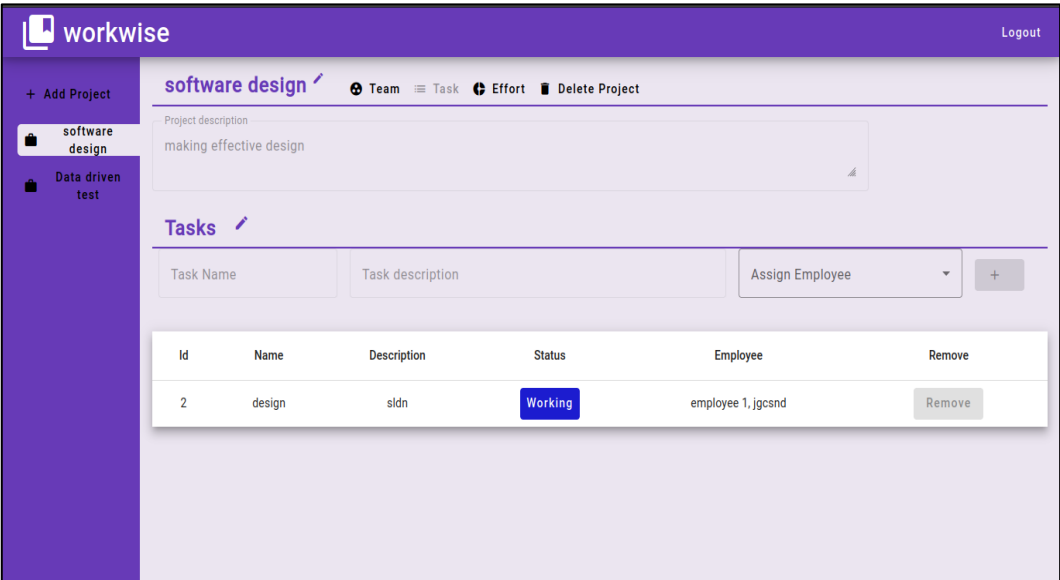 workwise
Logout
+ Add Project
software
design
Data driven
test
software design
Team
Task
Effort
Delete Project
Project description
making effective design
Tasks
Task Name
Task description
Assign Employee
+
Id Name Description Status Employee Remove
2 design sldn Working employee 1, jgcsnd Remove